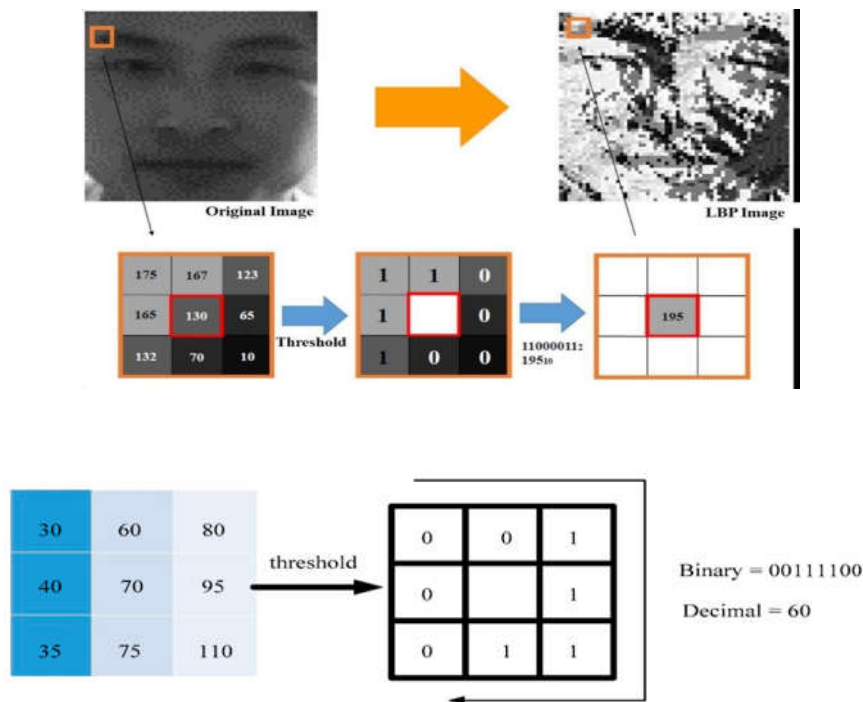 Original Image
LBP Image
175 167 123
165 130 65
132 70 10
Threshold
1 1 0
1 0
1 0 0
11000011₂
195₁₀
195
30 60 80
40 70 95
35 75 110
threshold
0 0 1
0 1
0 1 1
Binary = 00111100
Decimal = 60